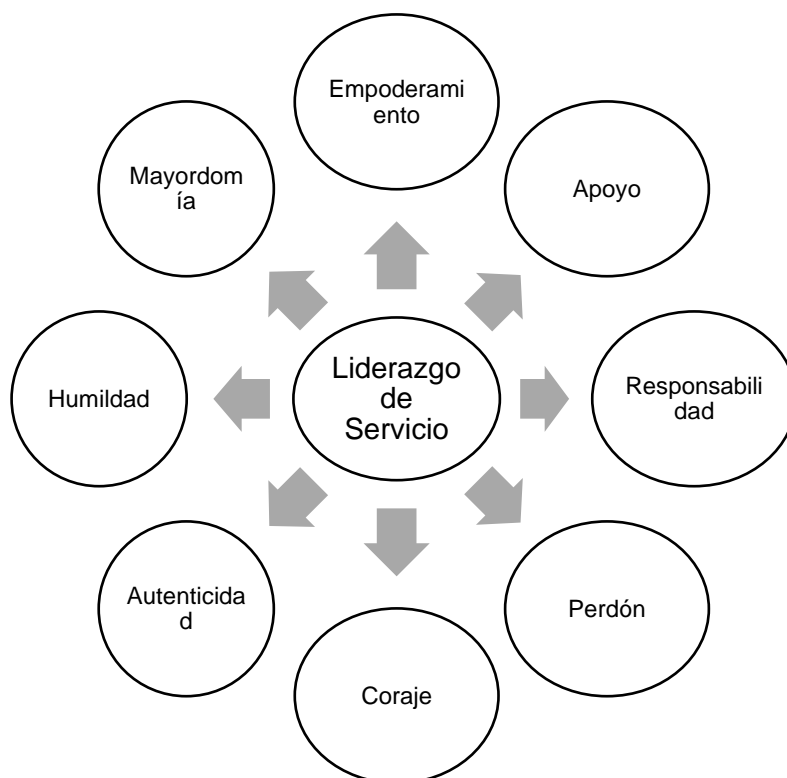 Empoderami
ento
Apoyo
Responsabili
dad
Perdón
Coraje
Autenticida
d
Humildad
Mayordom
ía
Liderazgo
de
Servicio